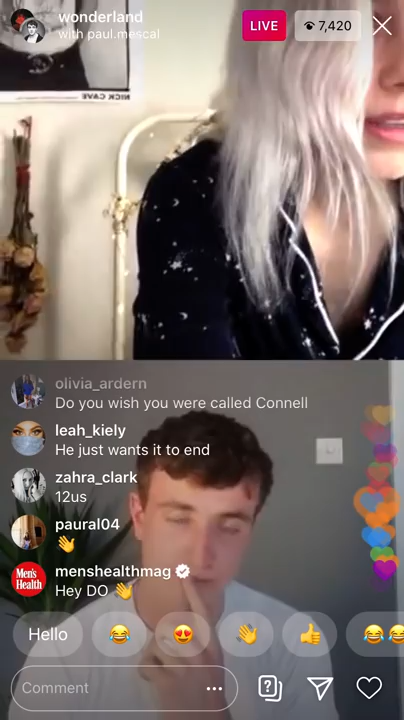 wonderland
with paul.mescal
LIVE
7,420
NICK CAVE
olivia_ardern
Do you wish you were called Connell
leah_kiely
He just wants it to end
zahra_clark
12us
paural04
👋
Men's
Health
menshealthmag
Hey DO 👋
Hello 😂 😍 👋 👍 😂😂
Comment